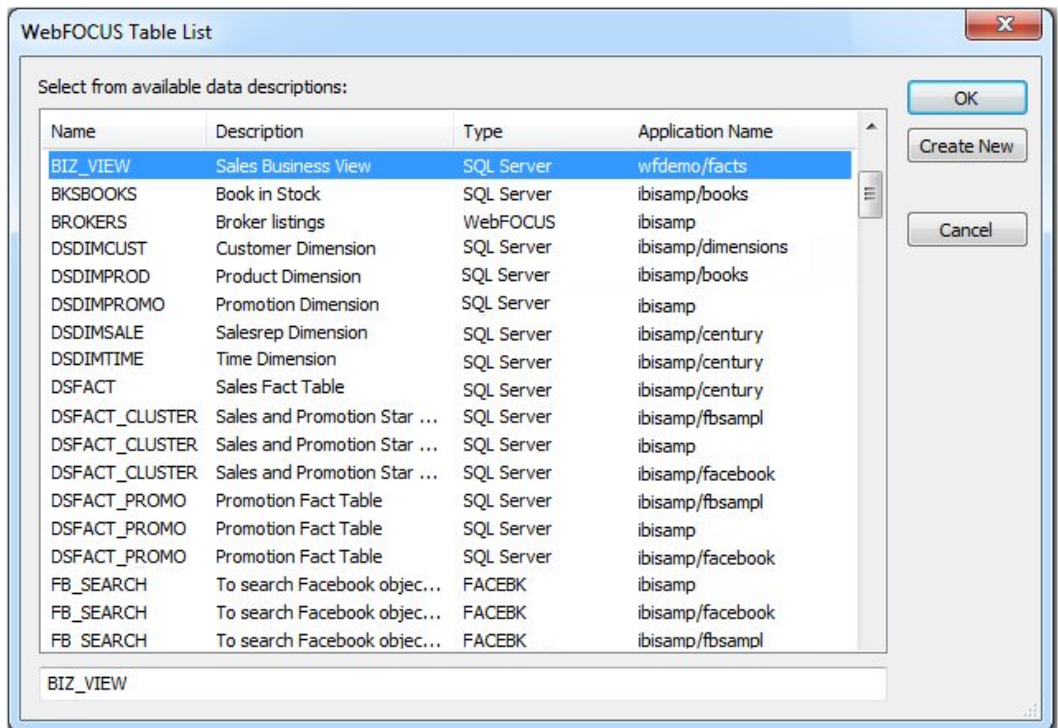 WebFOCUS Table List
Select from available data descriptions:
OK
Create New
Cancel
Name Description Type Application Name
BIZ_VIEW Sales Business View SQL Server wfdemo/facts
BKSBOOKS Book in Stock SQL Server ibisamp/books
BROKERS Broker listings WebFOCUS ibisamp
DSDIMCUST Customer Dimension SQL Server ibisamp/dimensions
DSDIMPROD Product Dimension SQL Server ibisamp/books
DSDIMPROMO Promotion Dimension SQL Server ibisamp
DSDIMSALE Salesrep Dimension SQL Server ibisamp/century
DSDIMTIME Time Dimension SQL Server ibisamp/century
DSFACT Sales Fact Table SQL Server ibisamp/century
DSFACT_CLUSTER Sales and Promotion Star ... SQL Server ibisamp/fbsampl
DSFACT_CLUSTER Sales and Promotion Star ... SQL Server ibisamp
DSFACT_CLUSTER Sales and Promotion Star ... SQL Server ibisamp/facebook
DSFACT_PROMO Promotion Fact Table SQL Server ibisamp/fbsampl
DSFACT_PROMO Promotion Fact Table SQL Server ibisamp
DSFACT_PROMO Promotion Fact Table SQL Server ibisamp/facebook
FB_SEARCH To search Facebook objec... FACEBK ibisamp
FB_SEARCH To search Facebook objec... FACEBK ibisamp/facebook
FB_SEARCH To search Facebook objec... FACEBK ibisamp/fbsampl
BIZ_VIEW